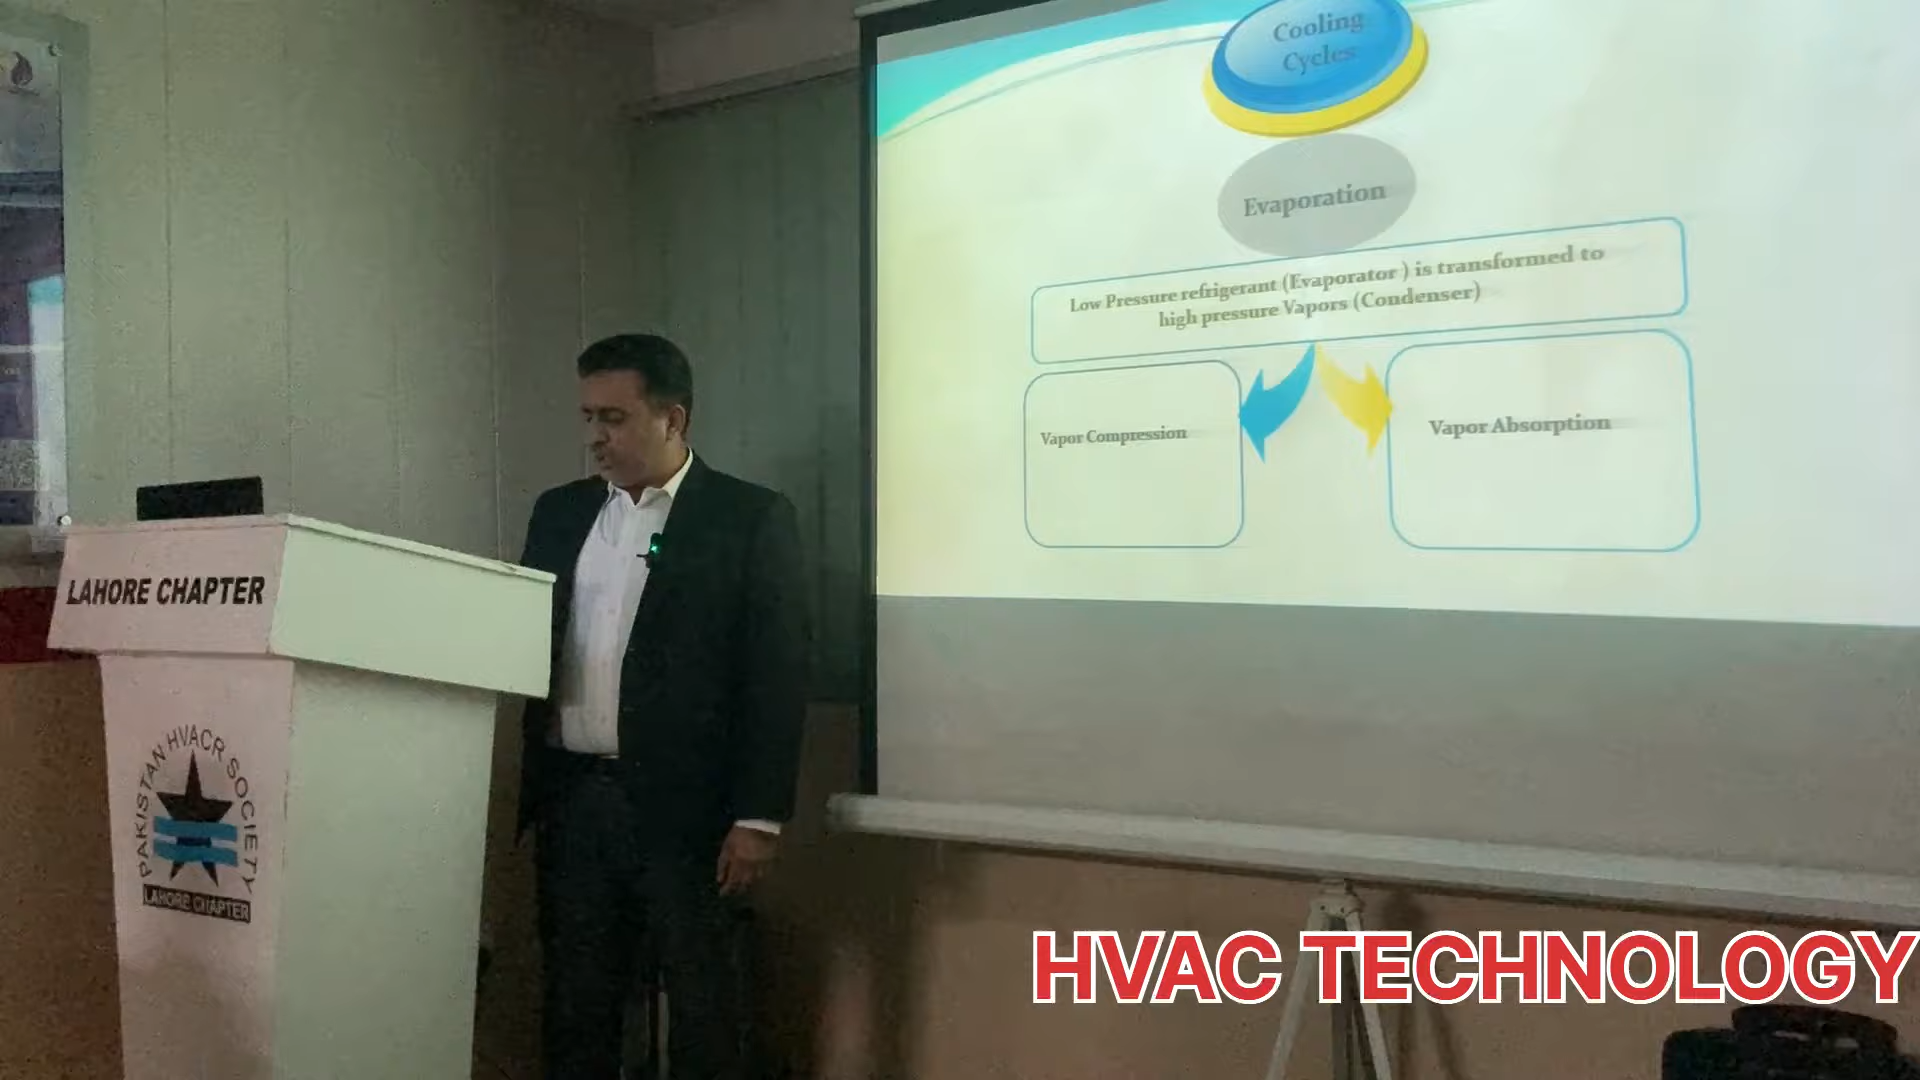 Cooling
Cycles
Evaporation
Low Pressure refrigerant (Evaporator ) is transformed to
high pressure Vapors (Condenser)
Vapor Compression
Vapor Absorption
LAHORE CHAPTER
PAKISTAN HVACR SOCIETY
LAHORE CHAPTER
HVAC TECHNOLOGY